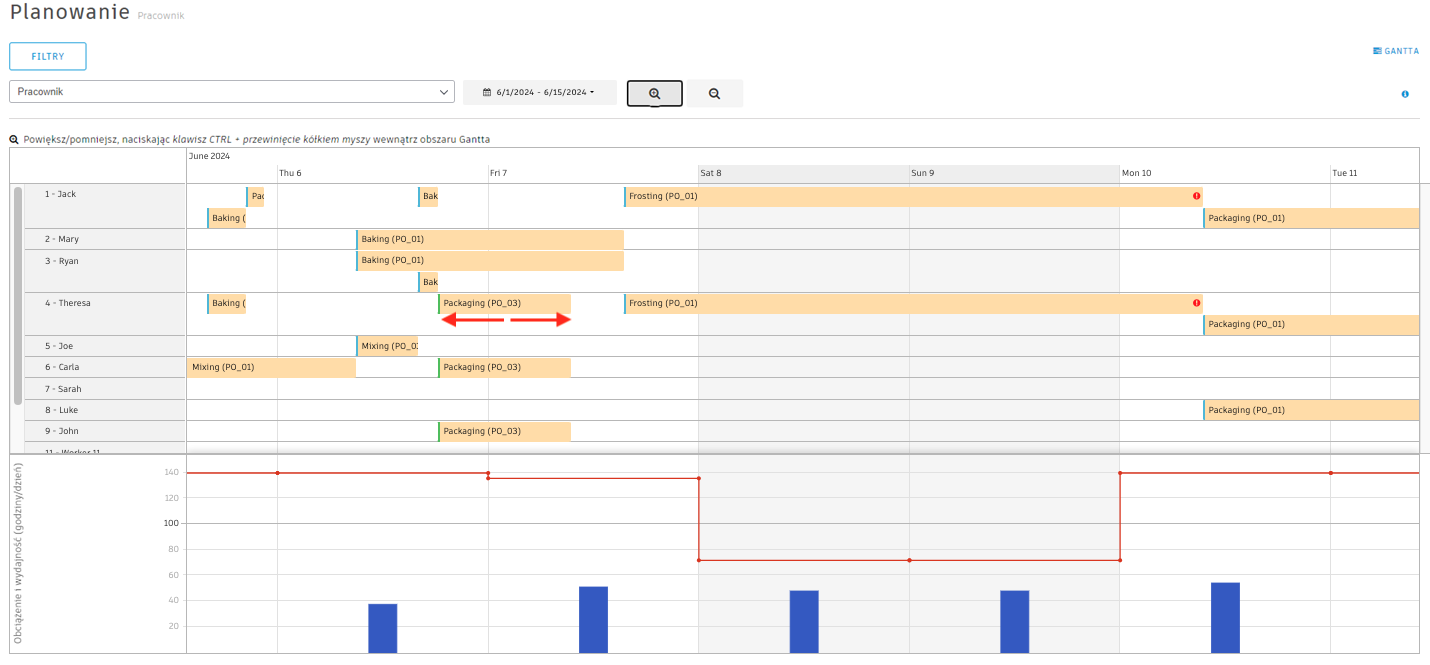 Planowanie Pracownik
FILTRY
GANTTA
Pracownik
6/1/2024 - 6/15/2024
Powiększ/pomniejsz, naciskając klawisz CTRL + przewinięcie kółkiem myszy wewnątrz obszaru Gantta
June 2024
Thu 6 Fri 7 Sat 8 Sun 9 Mon 10 Tue 11
1 - Jack Pac Bak Frosting (PO_01)
Baking ( Packaging (PO_01)
2 - Mary Baking (PO_01)
3 - Ryan Baking (PO_01)
Bak
4 - Theresa Baking ( Packaging (PO_03) Frosting (PO_01)
Packaging (PO_01)
5 - Joe Mixing (PO_0
6 - Carla Mixing (PO_01) Packaging (PO_03)
7 - Sarah
8 - Luke Packaging (PO_01)
9 - John Packaging (PO_03)
11 - Worker 11
Obciążenie i wydajność (godziny/dzień)
140
120
100
80
60
40
20